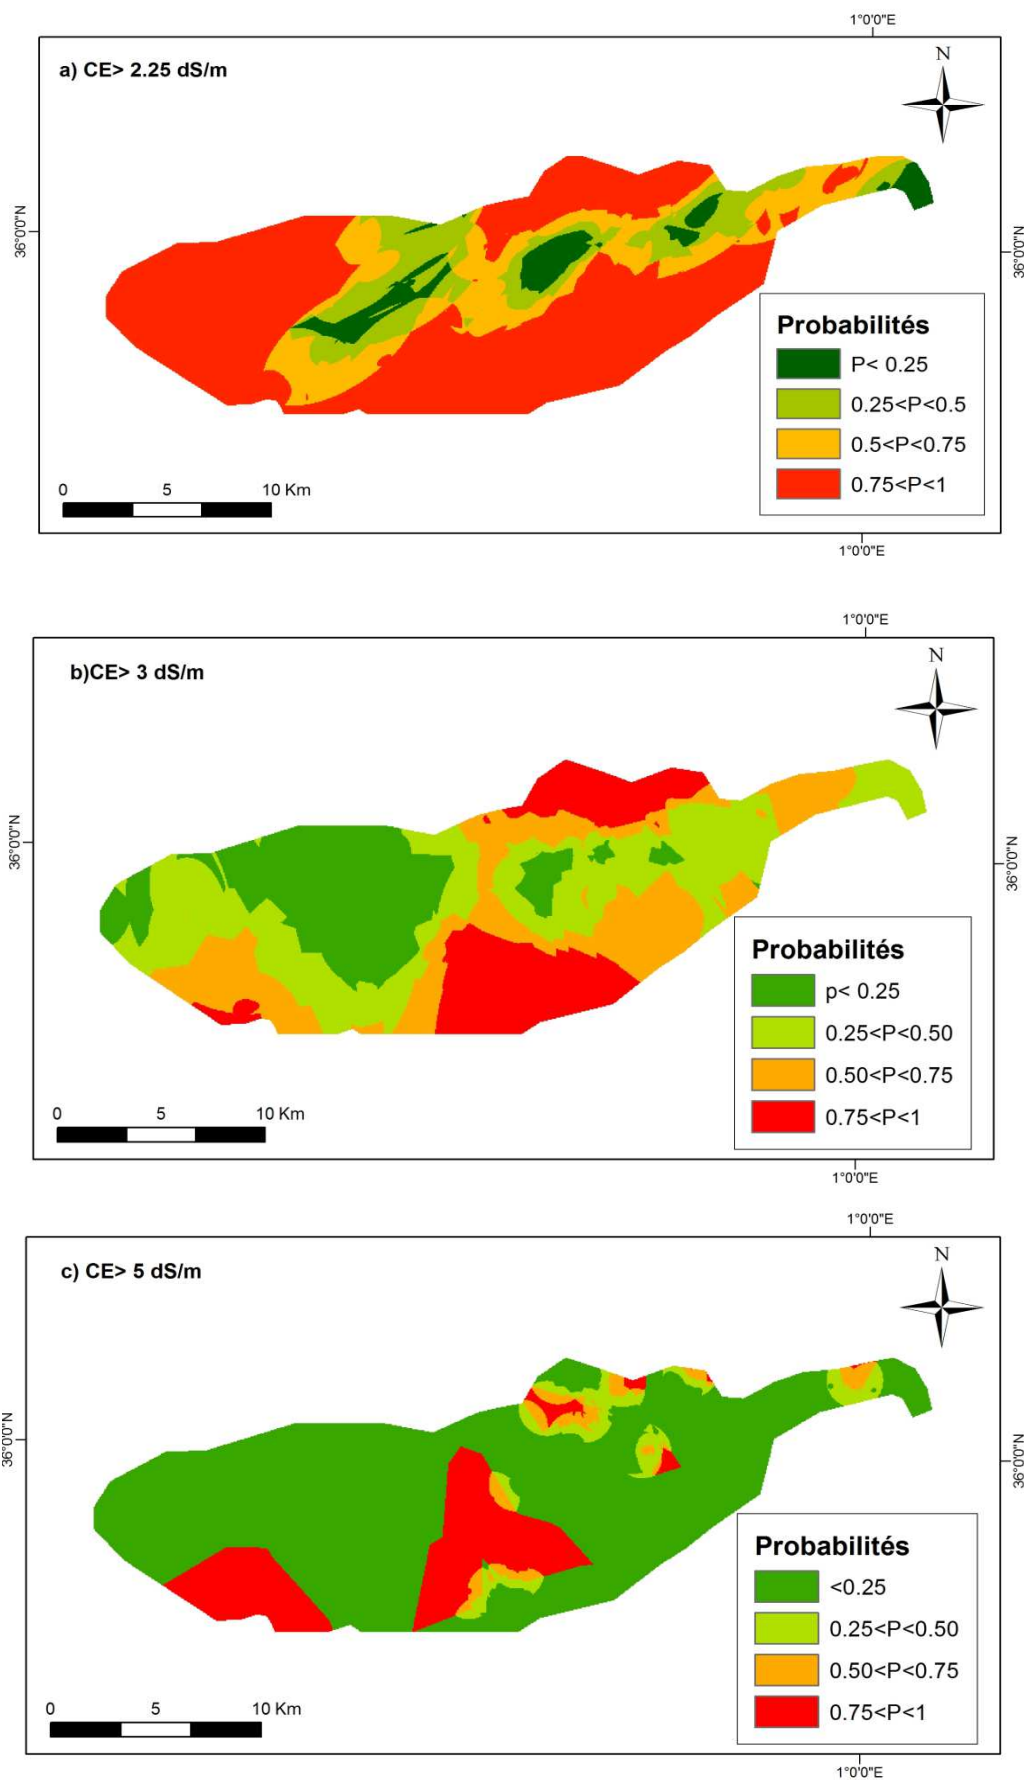 1°0'0"E
a) CE> 2.25 dS/m
N
36°0'0"N
36°0'0"N
Probabilités
P< 0.25
0.25<P<0.5
0.5<P<0.75
0.75<P<1
0 5 10 Km
1°0'0"E
1°0'0"E
b)CE> 3 dS/m
N
36°0'0"N
36°0'0"N
Probabilités
p< 0.25
0.25<P<0.50
0.50<P<0.75
0.75<P<1
0 5 10 Km
1°0'0"E
1°0'0"E
c) CE> 5 dS/m
N
36°0'0"N
36°0'0"N
Probabilités
<0.25
0.25<P<0.50
0.50<P<0.75
0.75<P<1
0 5 10 Km
1°0'0"E